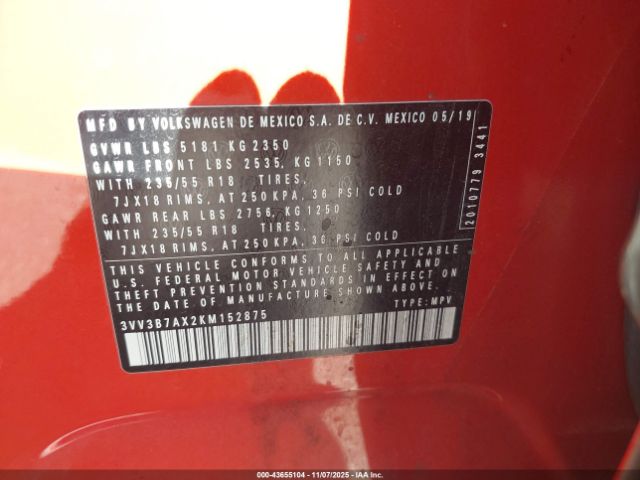 MFD BY VOLKSWAGEN DE MEXICO S.A. DE C.V. MEXICO 05/19
GVWR LBS 5181 KG 2350
GAWR FRONT LBS 2535, KG 1150
WITH 235/55 R18 TIRES,
7JX18 RIMS, AT 250 KPA, 36 PSI COLD
GAWR REAR LBS 2756, KG 1250
WITH 235/55 R18 TIRES,
7JX18 RIMS, AT 250 KPA, 36 PSI COLD
THIS VEHICLE CONFORMS TO ALL APPLICABLE
U.S. FEDERAL MOTOR VEHICLE SAFETY AND
THEFT PREVENTION STANDARDS IN EFFECT ON
THE DATE OF MANUFACTURE SHOWN ABOVE.
3VV3B7AX2KM152875 TYPE: MPV
2010779 3441
000-43655104 - 11/07/2025 - IAAI.COM